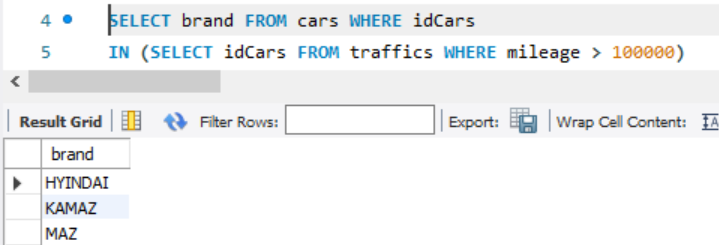 4 SELECT brand FROM cars WHERE idCars
5 IN (SELECT idCars FROM traffics WHERE mileage > 100000)
Result Grid Filter Rows: Export: Wrap Cell Content:
brand
HYINDAI
KAMAZ
MAZ